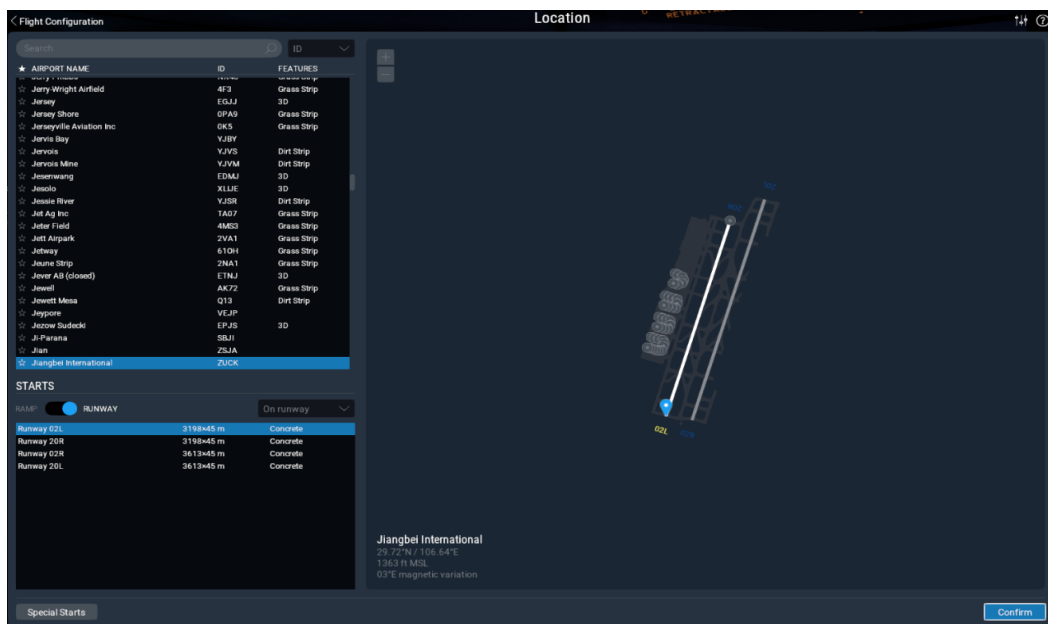 Flight Configuration
Location
Search
ID
★ AIRPORT NAME ID FEATURES
Jerry-Wright Airfield 4F3 Grass Strip
Jersey EGJJ 3D
Jersey Shore 0PA9 Grass Strip
Jerseyville Aviation Inc 0K5 Grass Strip
Jervis Bay YJBY
Jervois YJVS Dirt Strip
Jervois Mine YJVM Dirt Strip
Jesenwang EDMJ 3D
Jesolo XLIJE 3D
Jessie River YJSR Dirt Strip
Jet Ag Inc TA07 Grass Strip
Jeter Field 4MS3 Grass Strip
Jett Airpark 2VA1 Grass Strip
Jetway 61OH Grass Strip
Jeune Strip 2NA1 Grass Strip
Jever AB (closed) ETNJ 3D
Jewell AK72 Grass Strip
Jewett Mesa Q13 Dirt Strip
Jeypore VEJP
Jezow Sudecki EPJS 3D
Ji-Parana SBJI
Jian ZSJA
Jiangbei International ZUCK
STARTS
RAMP RUNWAY On runway
Runway 02L 3198×45 m Concrete
Runway 20R 3198×45 m Concrete
Runway 02R 3613×45 m Concrete
Runway 20L 3613×45 m Concrete
20L
20R
02L 02R
Jiangbei International
29.72°N / 106.64°E
1363 ft MSL
03°E magnetic variation
Special Starts
Confirm